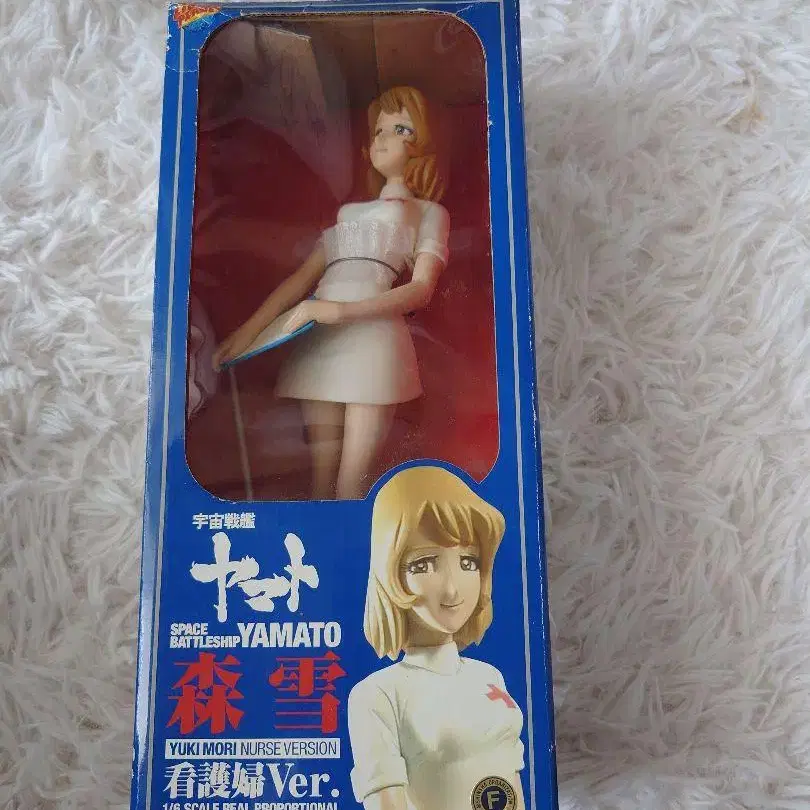 宇宙戦艦
ヤマト
SPACE
BATTLESHIP YAMATO
森 雪
YUKI MORI NURSE VERSION
看護婦Ver.
1/6 SCALE REAL PROPORTIONAL
F